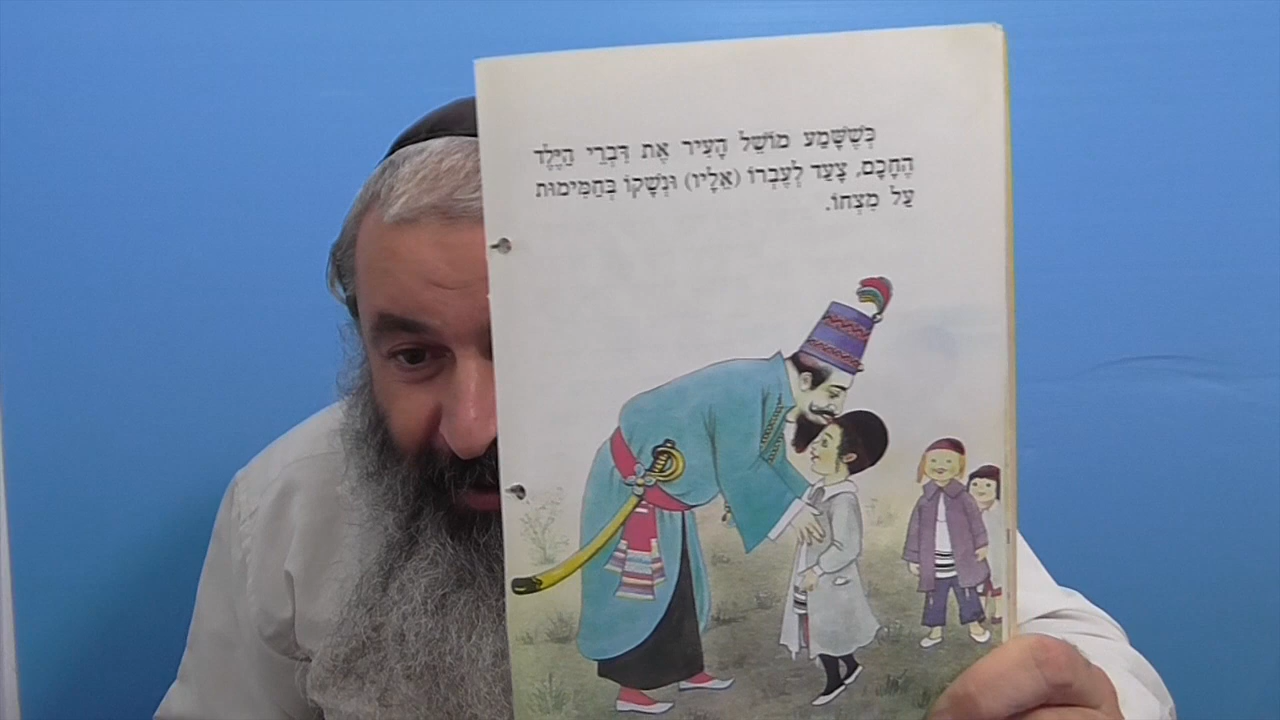 כְּשֶׁשָּׁמַע מוֹשֵׁל הָעִיר אֶת דִּבְרֵי הַיֶּלֶד
הֶחָכָם, צָעַד לְעֶבְרוֹ (אֵלָיו) וּנְשָׁקוֹ בַּחֲמִימוּת
עַל מִצְחוֹ.